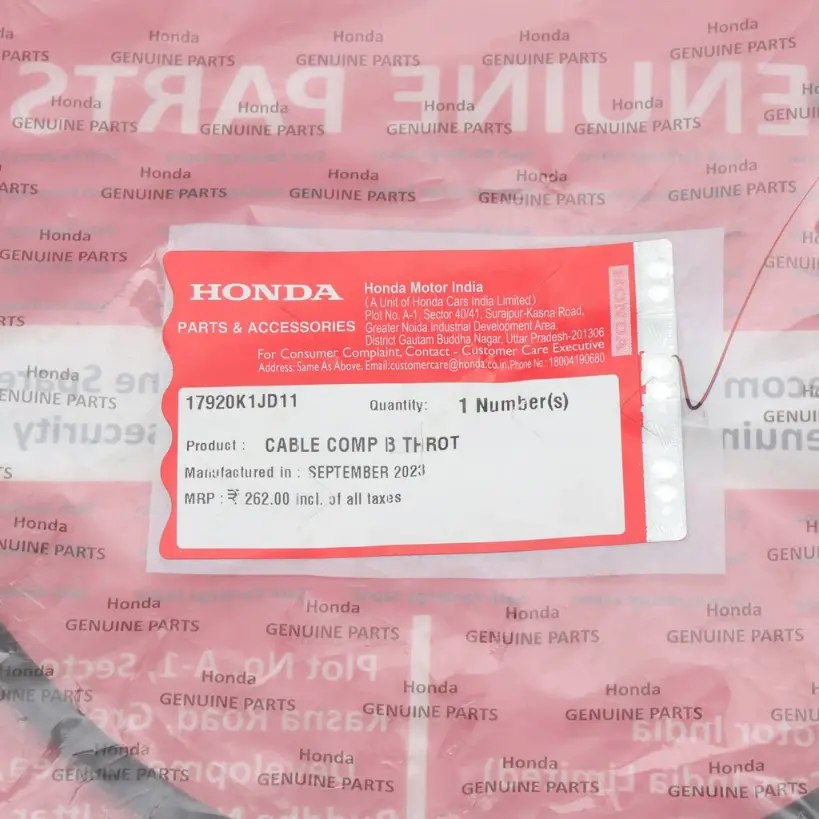 Honda
GENUINE PARTS
HONDA
PARTS & ACCESSORIES
Honda Motor India
(A Unit of Honda Cars India Limited)
Plot No. A-1, Sector 40/41, Surajpur-Kasna Road,
Greater Noida Industrial Development Area,
District Gautam Buddha Nagar, Uttar Pradesh-201306
For Consumer Complaint, Contact - Customer Care Executive
Address: Same As Above, Email:customercare@honda.co.in,Phone No : 18004190680
HONDA
17920K1JD11 Quantity: 1 Number(s)
Product : CABLE COMP B THROT
Manufactured in : SEPTEMBER 2023
MRP : ₹ 262.00 incl. of all taxes